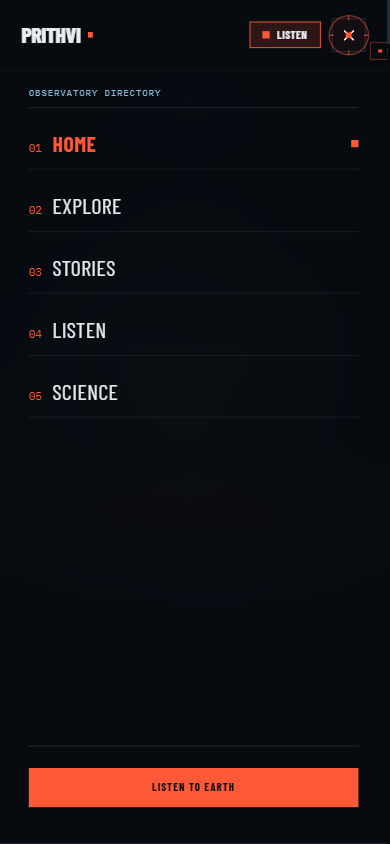 PRITHVI
LISTEN
OBSERVATORY DIRECTORY
01 HOME
02 EXPLORE
03 STORIES
04 LISTEN
05 SCIENCE
LISTEN TO EARTH